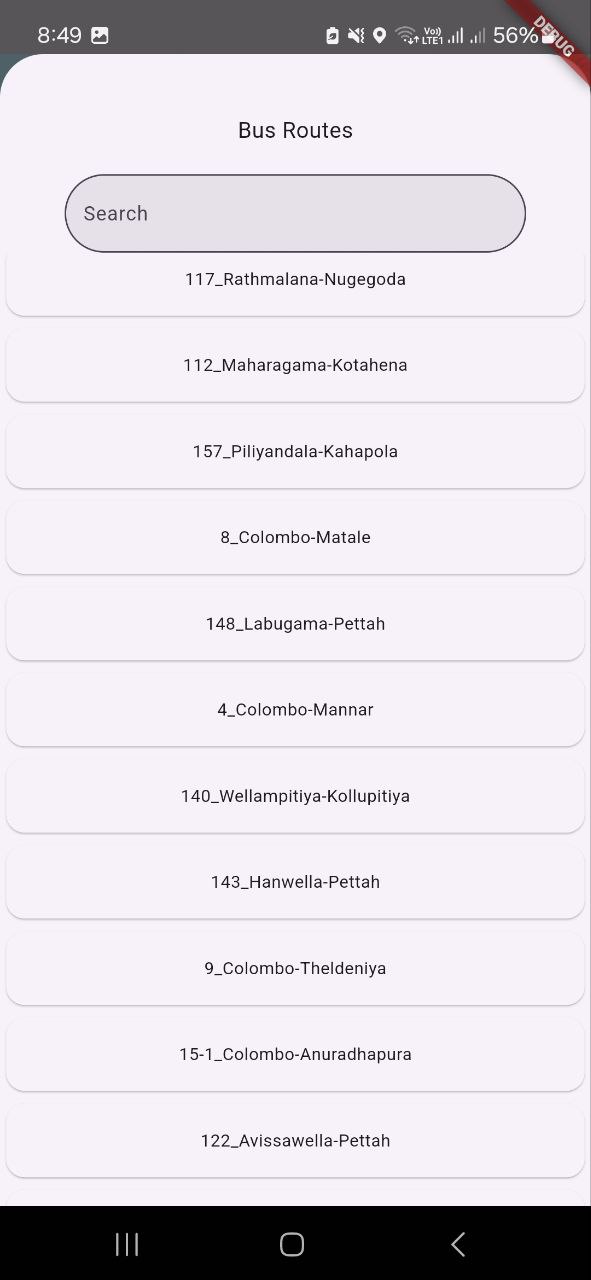 8:49
Vo))
LTE1
56%
DEBUG
Bus Routes
Search
117_Rathmalana-Nugegoda
112_Maharagama-Kotahena
157_Piliyandala-Kahapola
8_Colombo-Matale
148_Labugama-Pettah
4_Colombo-Mannar
140_Wellampitiya-Kollupitiya
143_Hanwella-Pettah
9_Colombo-Theldeniya
15-1_Colombo-Anuradhapura
122_Avissawella-Pettah